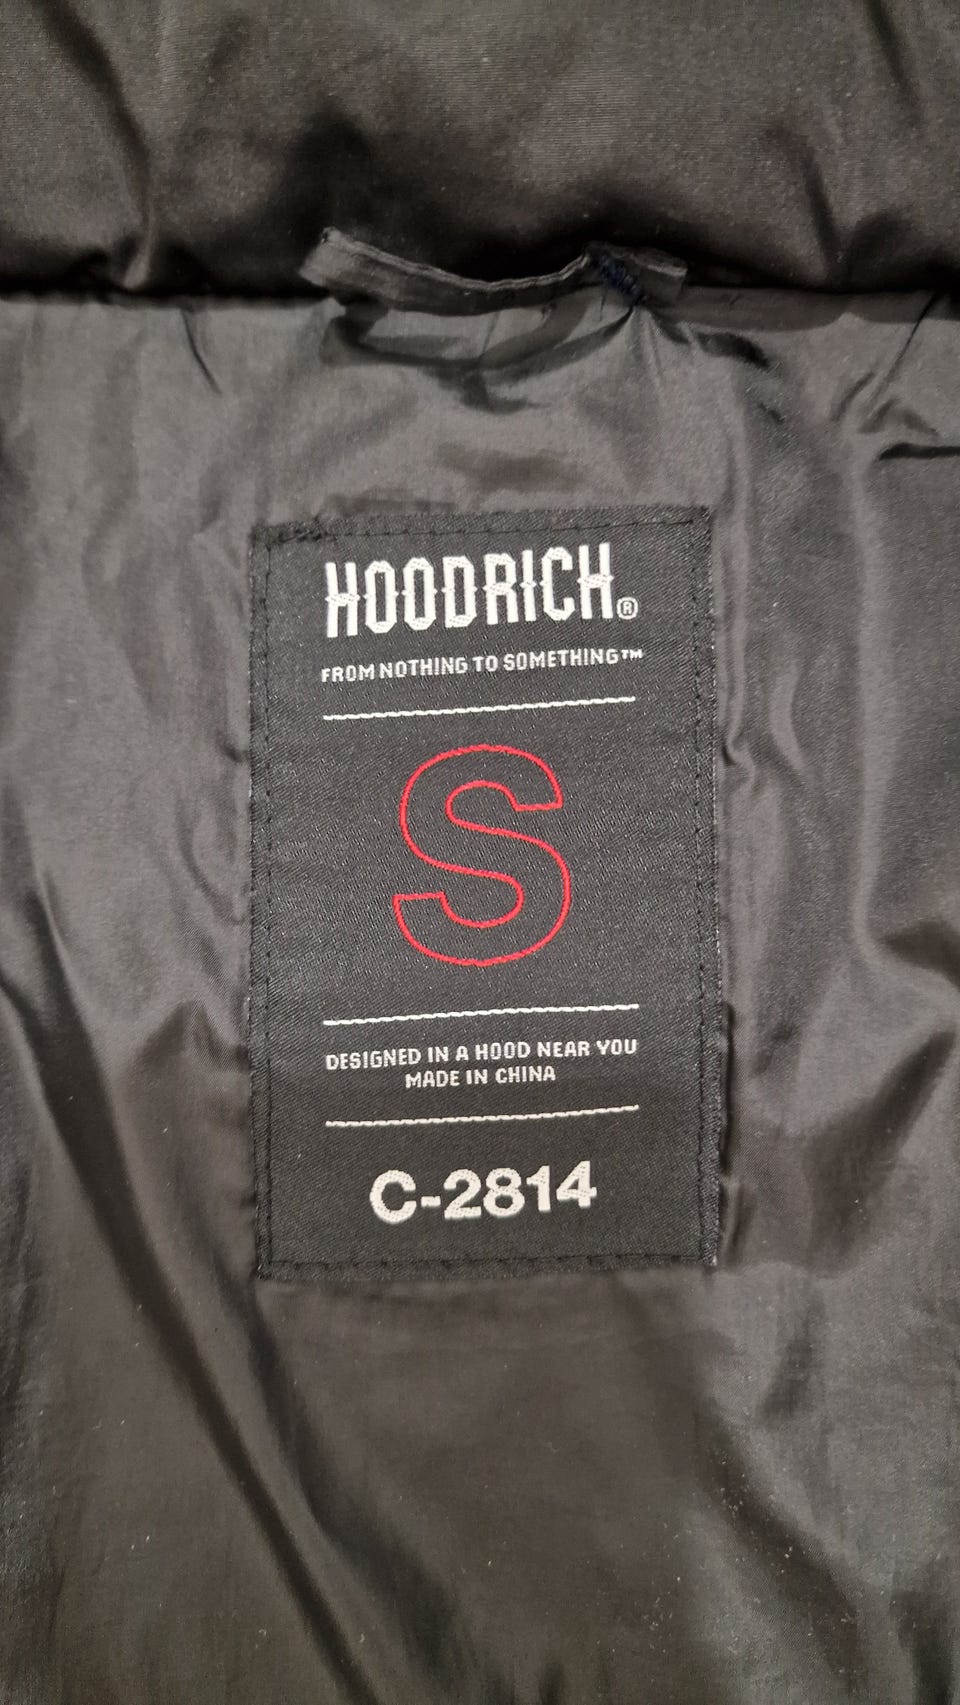 HOODRICH®
FROM NOTHING TO SOMETHING™
S
DESIGNED IN A HOOD NEAR YOU
MADE IN CHINA
C-2814